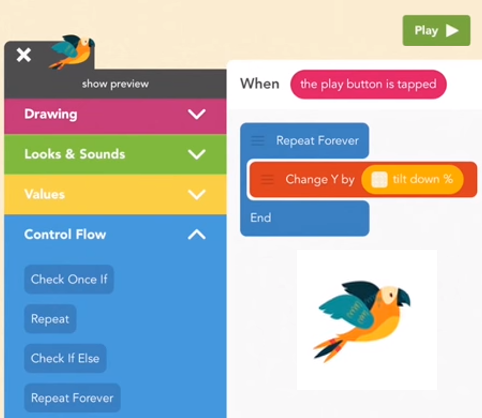 Play
show preview
Drawing
Looks & Sounds
Values
Control Flow
Check Once If
Repeat
Check If Else
Repeat Forever
When the play button is tapped
Repeat Forever
Change Y by tilt down %
End